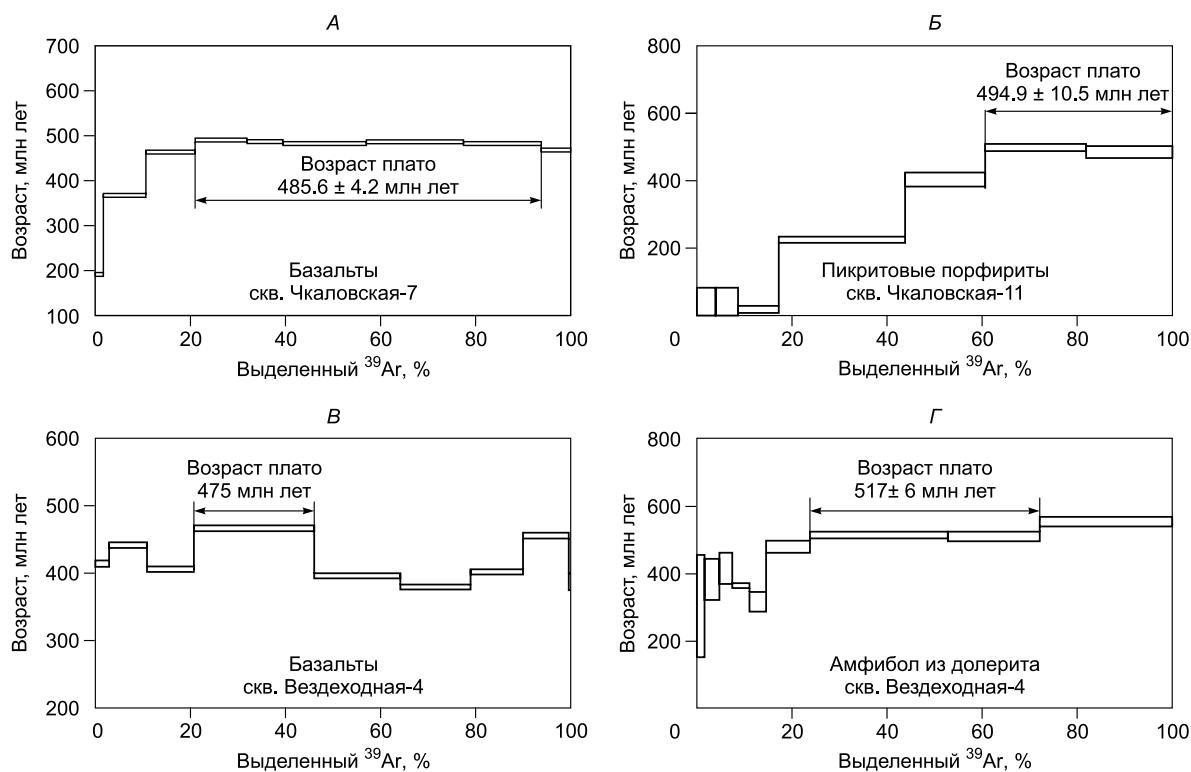 А
700
600
500
400
300
200
100
Возраст, млн лет
Возраст плато
485.6 ± 4.2 млн лет
Базальты
скв. Чкаловская-7
0
20
40
60
80
100
Выделенный ³⁹Ar, %
Б
800
600
400
200
Возраст, млн лет
Возраст плато
494.9 ± 10.5 млн лет
Пикритовые порфириты
скв. Чкаловская-11
0
20
40
60
80
100
Выделенный ³⁹Ar, %
В
600
500
400
300
200
Возраст, млн лет
Возраст плато
475 млн лет
Базальты
скв. Вездеходная-4
0
20
40
60
80
100
Выделенный ³⁹Ar, %
Г
800
600
400
200
Возраст, млн лет
Возраст плато
517± 6 млн лет
Амфибол из долерита
скв. Вездеходная-4
0
20
40
60
80
100
Выделенный ³⁹Ar, %